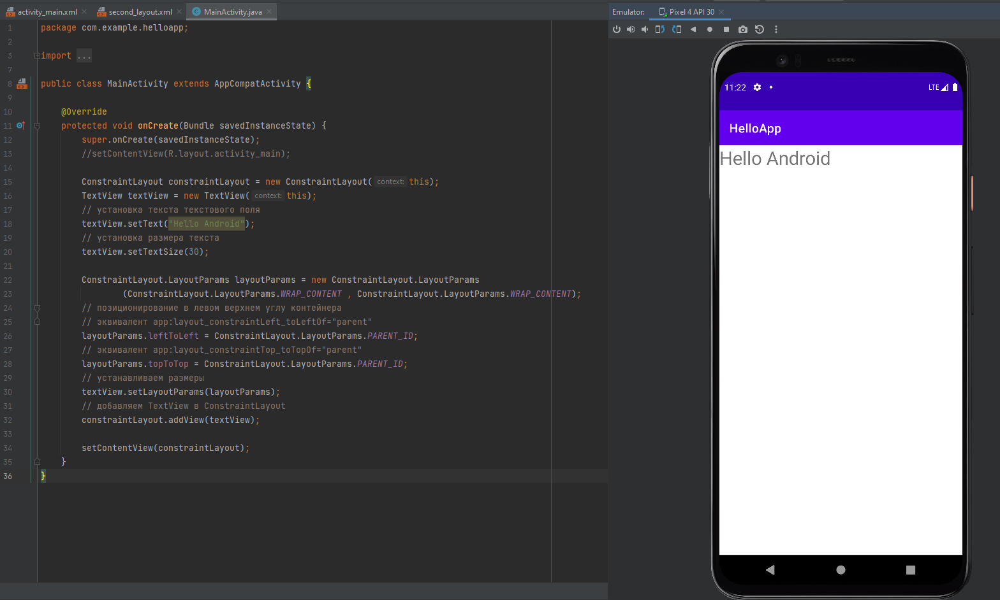 activity_main.xml second_layout.xml MainActivity.java
1 package com.example.helloapp;
2
3 import ...
7
8 public class MainActivity extends AppCompatActivity {
9
10 @Override
11 protected void onCreate(Bundle savedInstanceState) {
12 super.onCreate(savedInstanceState);
13 //setContentView(R.layout.activity_main);
14
15 ConstraintLayout constraintLayout = new ConstraintLayout( context: this);
16 TextView textView = new TextView( context: this);
17 // установка текста текстового поля
18 textView.setText("Hello Android");
19 // установка размера текста
20 textView.setTextSize(30);
21
22 ConstraintLayout.LayoutParams layoutParams = new ConstraintLayout.LayoutParams
23 (ConstraintLayout.LayoutParams.WRAP_CONTENT , ConstraintLayout.LayoutParams.WRAP_CONTENT);
24 // позиционирование в левом верхнем углу контейнера
25 // эквивалент app:layout_constraintLeft_toLeftOf="parent"
26 layoutParams.leftToLeft = ConstraintLayout.LayoutParams.PARENT_ID;
27 // эквивалент app:layout_constraintTop_toTopOf="parent"
28 layoutParams.topToTop = ConstraintLayout.LayoutParams.PARENT_ID;
29 // устанавливаем размеры
30 textView.setLayoutParams(layoutParams);
31 // добавляем TextView в ConstraintLayout
32 constraintLayout.addView(textView);
33
34 setContentView(constraintLayout);
35 }
36 }
Emulator: Pixel 4 API 30
11:22 LTE
HelloApp
Hello Android